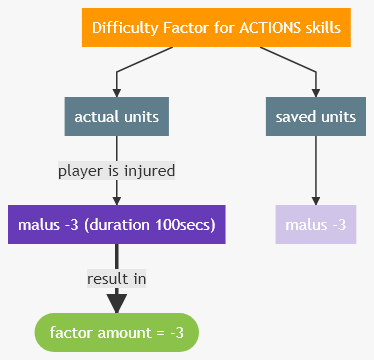 Difficulty Factor for ACTIONS skills
actual units
saved units
player is injured
malus -3 (duration 100secs)
malus -3
result in
factor amount = -3